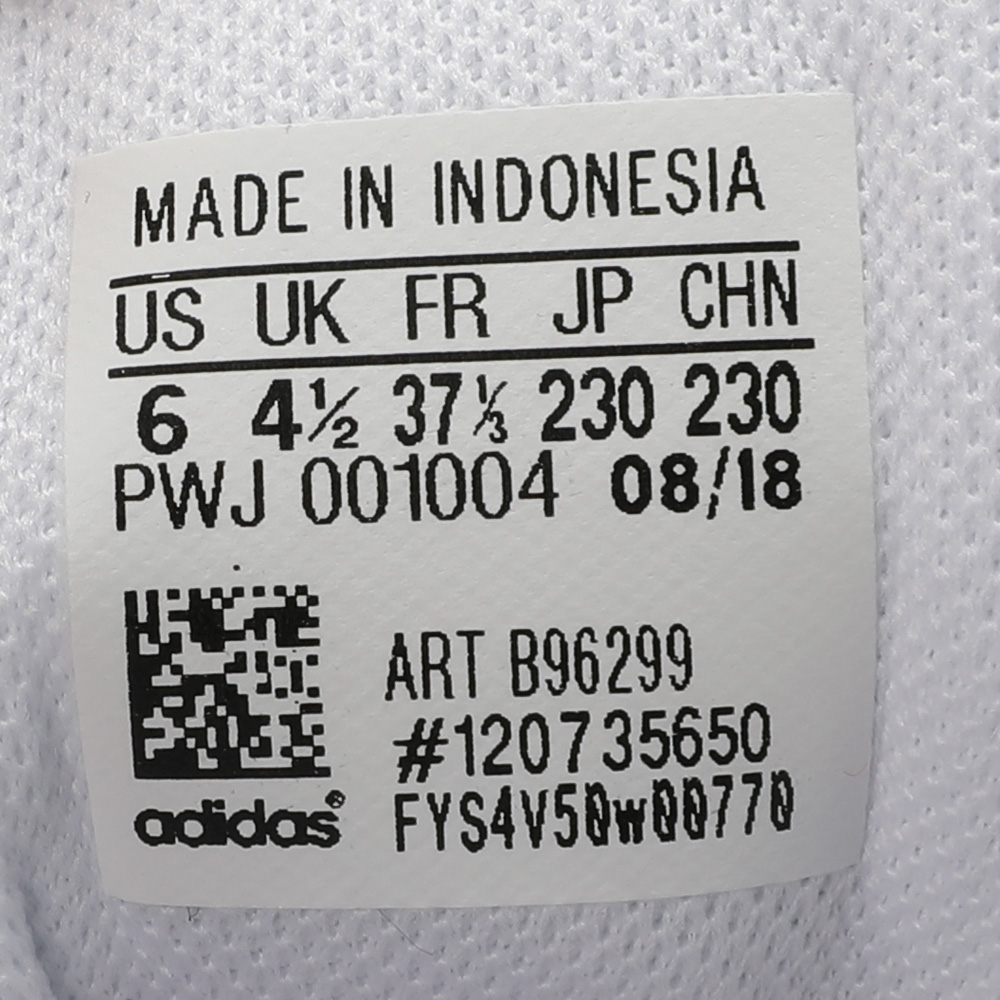 MADE IN INDONESIA
US UK FR JP CHN
6 4½ 37⅓ 230 230
PWJ 001004 08/18
ART B96299
#120735650
adidas® FYS4V50w00770